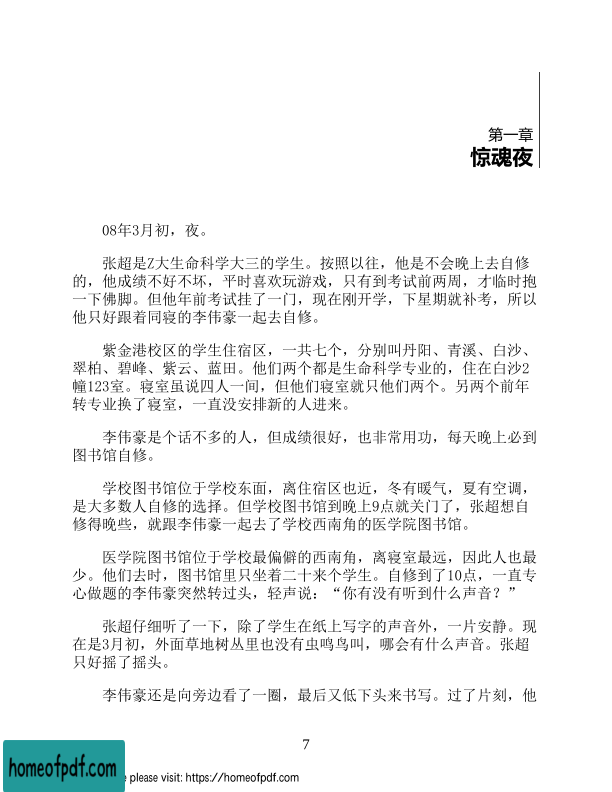 第一章
惊魂夜
08年3月初，夜。
张超是Z大生命科学大三的学生。按照以往，他是不会晚上去自修
的，他成绩不好不坏，平时喜欢玩游戏，只有到考试前两周，才临时抱
一下佛脚。但他年前考试挂了一门，现在刚开学，下星期就补考，所以
他只好跟着同寝的李伟豪一起去自修。
紫金港校区的学生住宿区，一共七个，分别叫丹阳、青溪、白沙、
翠柏、碧峰、紫云、蓝田。他们两个都是生命科学专业的，住在白沙2
幢123室。寝室虽说四人一间，但他们寝室就只他们两个。另两个前年
转专业换了寝室，一直没安排新的人进来。
李伟豪是个话不多的人，但成绩很好，也非常用功，每天晚上必到
图书馆自修。
学校图书馆位于学校东面，离住宿区也近，冬有暖气，夏有空调，
是大多数人自修的选择。但学校图书馆到晚上9点就关门了，张超想自
修得晚些，就跟李伟豪一起去了学校西南角的医学院图书馆。
医学院图书馆位于学校最偏僻的西南角，离寝室最远，因此人也最
少。他们去时，图书馆里只坐着二十来个学生。自修到了10点，一直专
心做题的李伟豪突然转过头，轻声说：“你有没有听到什么声音？”
张超仔细听了一下，除了学生在纸上写字的声音外，一片安静。现
在是3月初，外面草地树丛里也没有虫鸣鸟叫，哪会有什么声音。张超
只好摇了摇头。
李伟豪还是向旁边看了一圈，最后又低下头来书写。过了片刻，他
7
homeofpdf.com
e please visit: https://homeofpdf.com